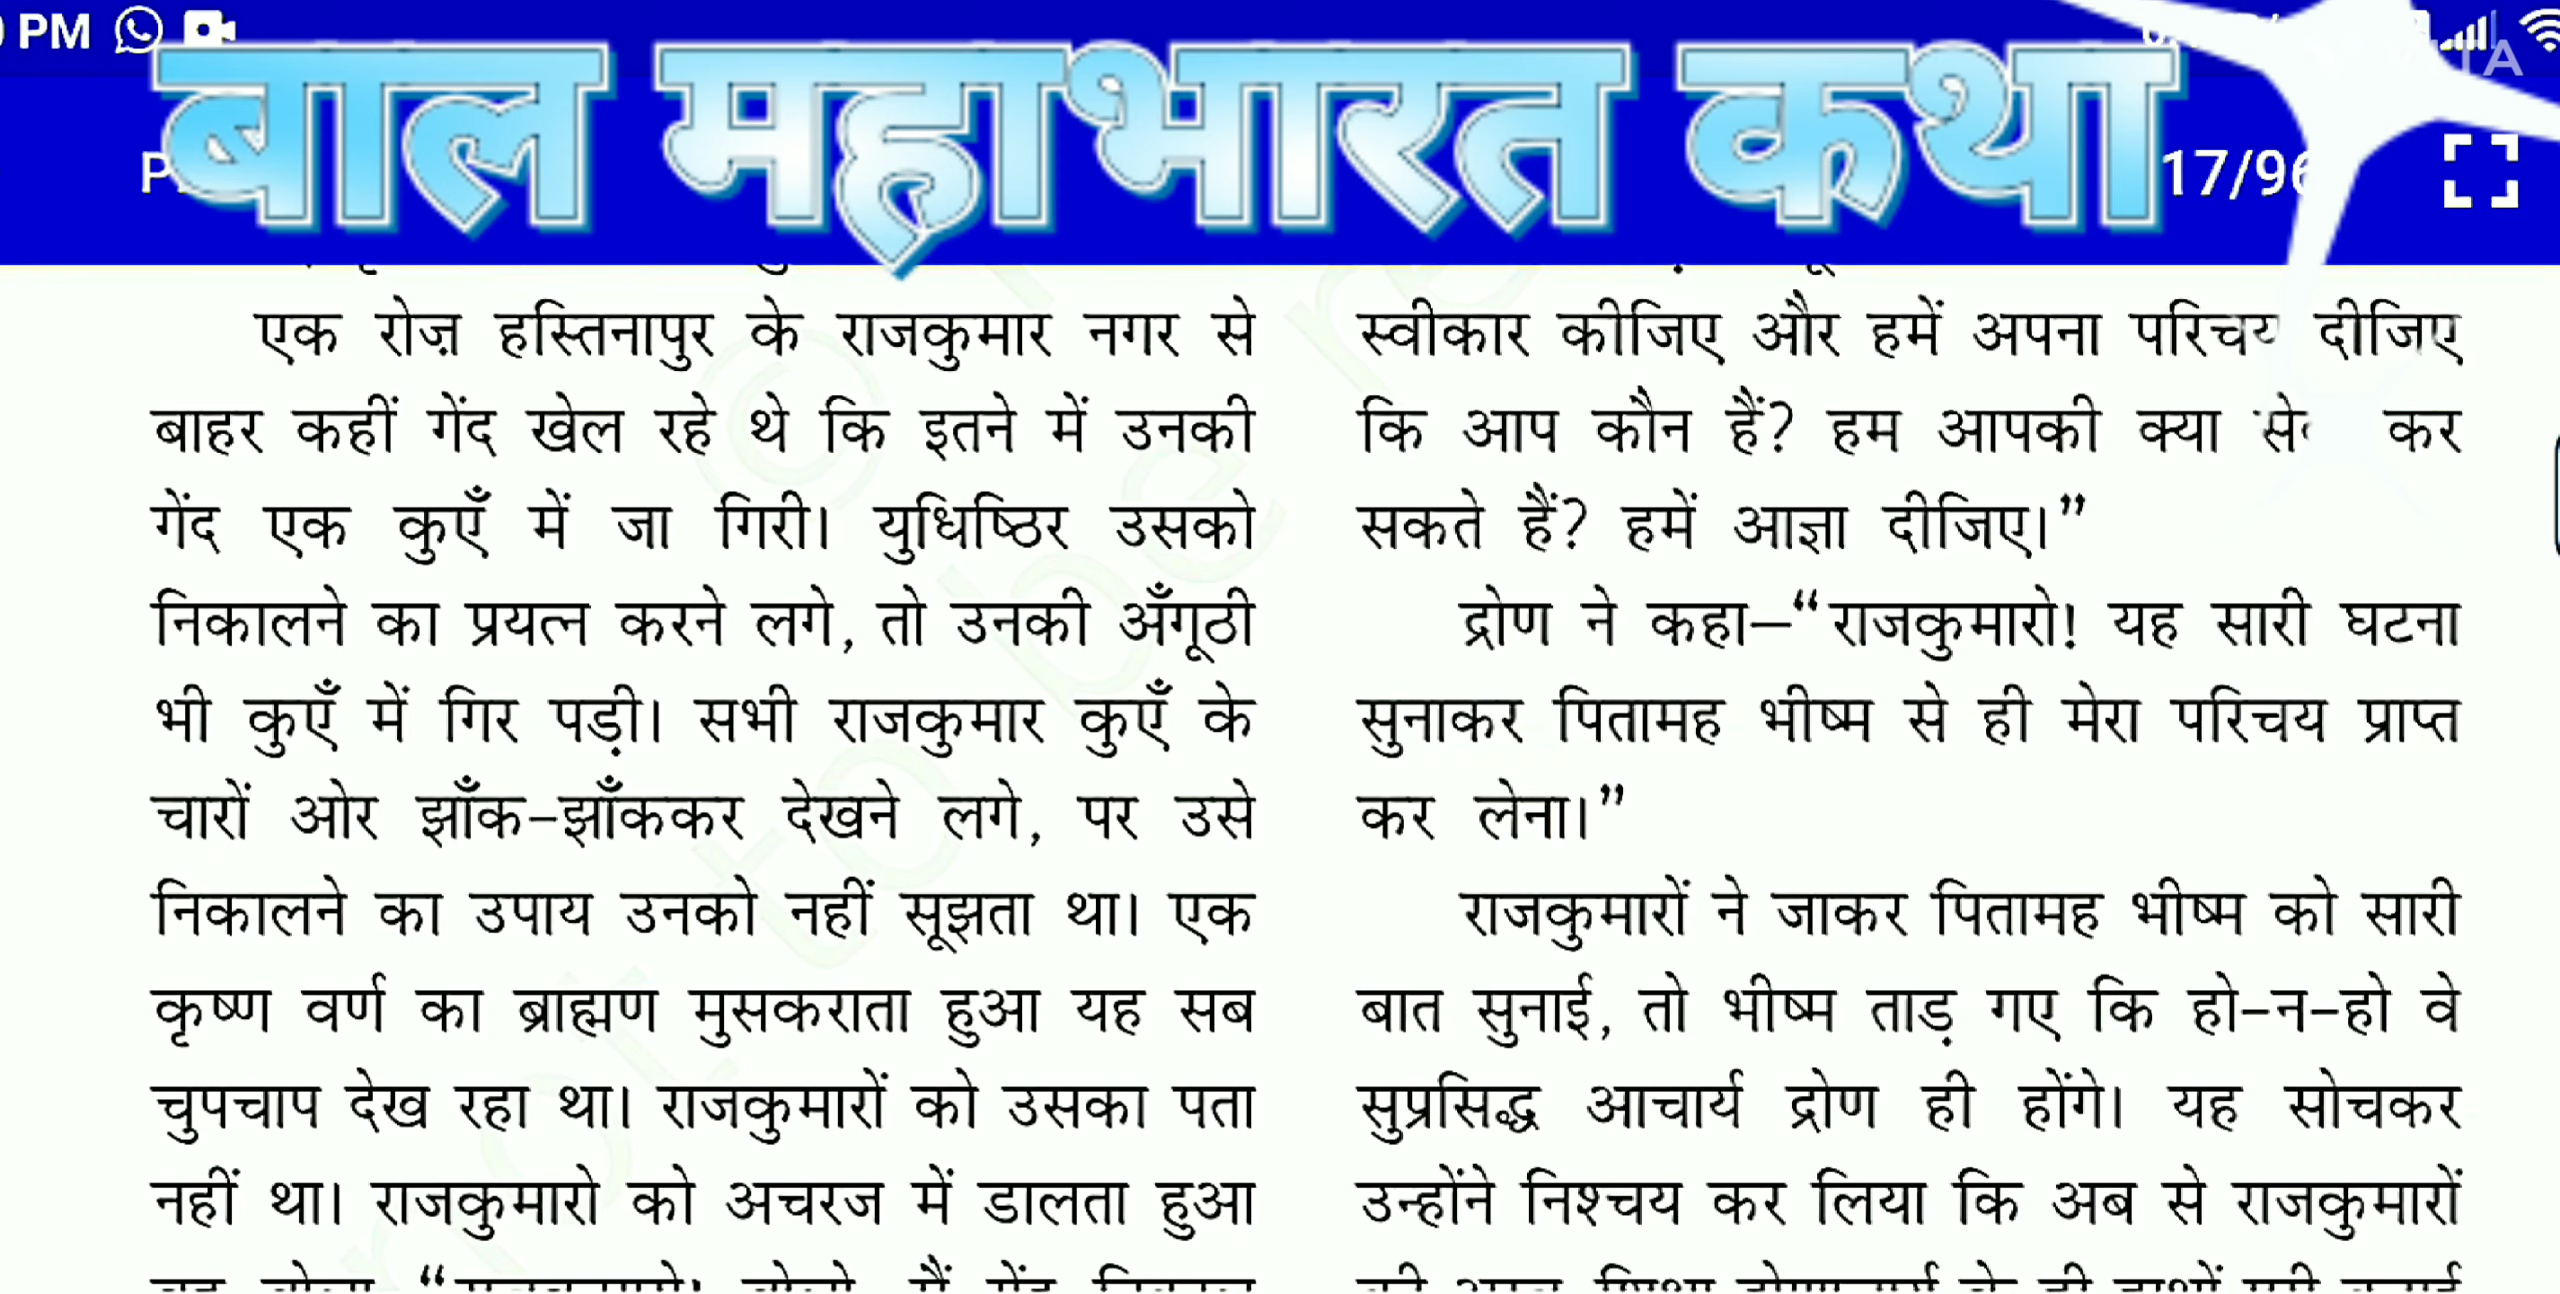 PM
बाल महाभारत कथा
17/96
एक रोज़ हस्तिनापुर के राजकुमार नगर से
बाहर कहीं गेंद खेल रहे थे कि इतने में उनकी
गेंद एक कुएँ में जा गिरी। युधिष्ठिर उसको
निकालने का प्रयत्न करने लगे, तो उनकी अँगूठी
भी कुएँ में गिर पड़ी। सभी राजकुमार कुएँ के
चारों ओर झाँक-झाँककर देखने लगे, पर उसे
निकालने का उपाय उनको नहीं सूझता था। एक
कृष्ण वर्ण का ब्राह्मण मुसकराता हुआ यह सब
चुपचाप देख रहा था। राजकुमारों को उसका पता
नहीं था। राजकुमारो को अचरज में डालता हुआ
स्वीकार कीजिए और हमें अपना परिचय दीजिए
कि आप कौन हैं? हम आपकी क्या कर
सकते हैं? हमें आज्ञा दीजिए।”
द्रोण ने कहा–“राजकुमारो! यह सारी घटना
सुनाकर पितामह भीष्म से ही मेरा परिचय प्राप्त
कर लेना।”
राजकुमारों ने जाकर पितामह भीष्म को सारी
बात सुनाई, तो भीष्म ताड़ गए कि हो-न-हो वे
सुप्रसिद्ध आचार्य द्रोण ही होंगे। यह सोचकर
उन्होंने निश्चय कर लिया कि अब से राजकुमारों